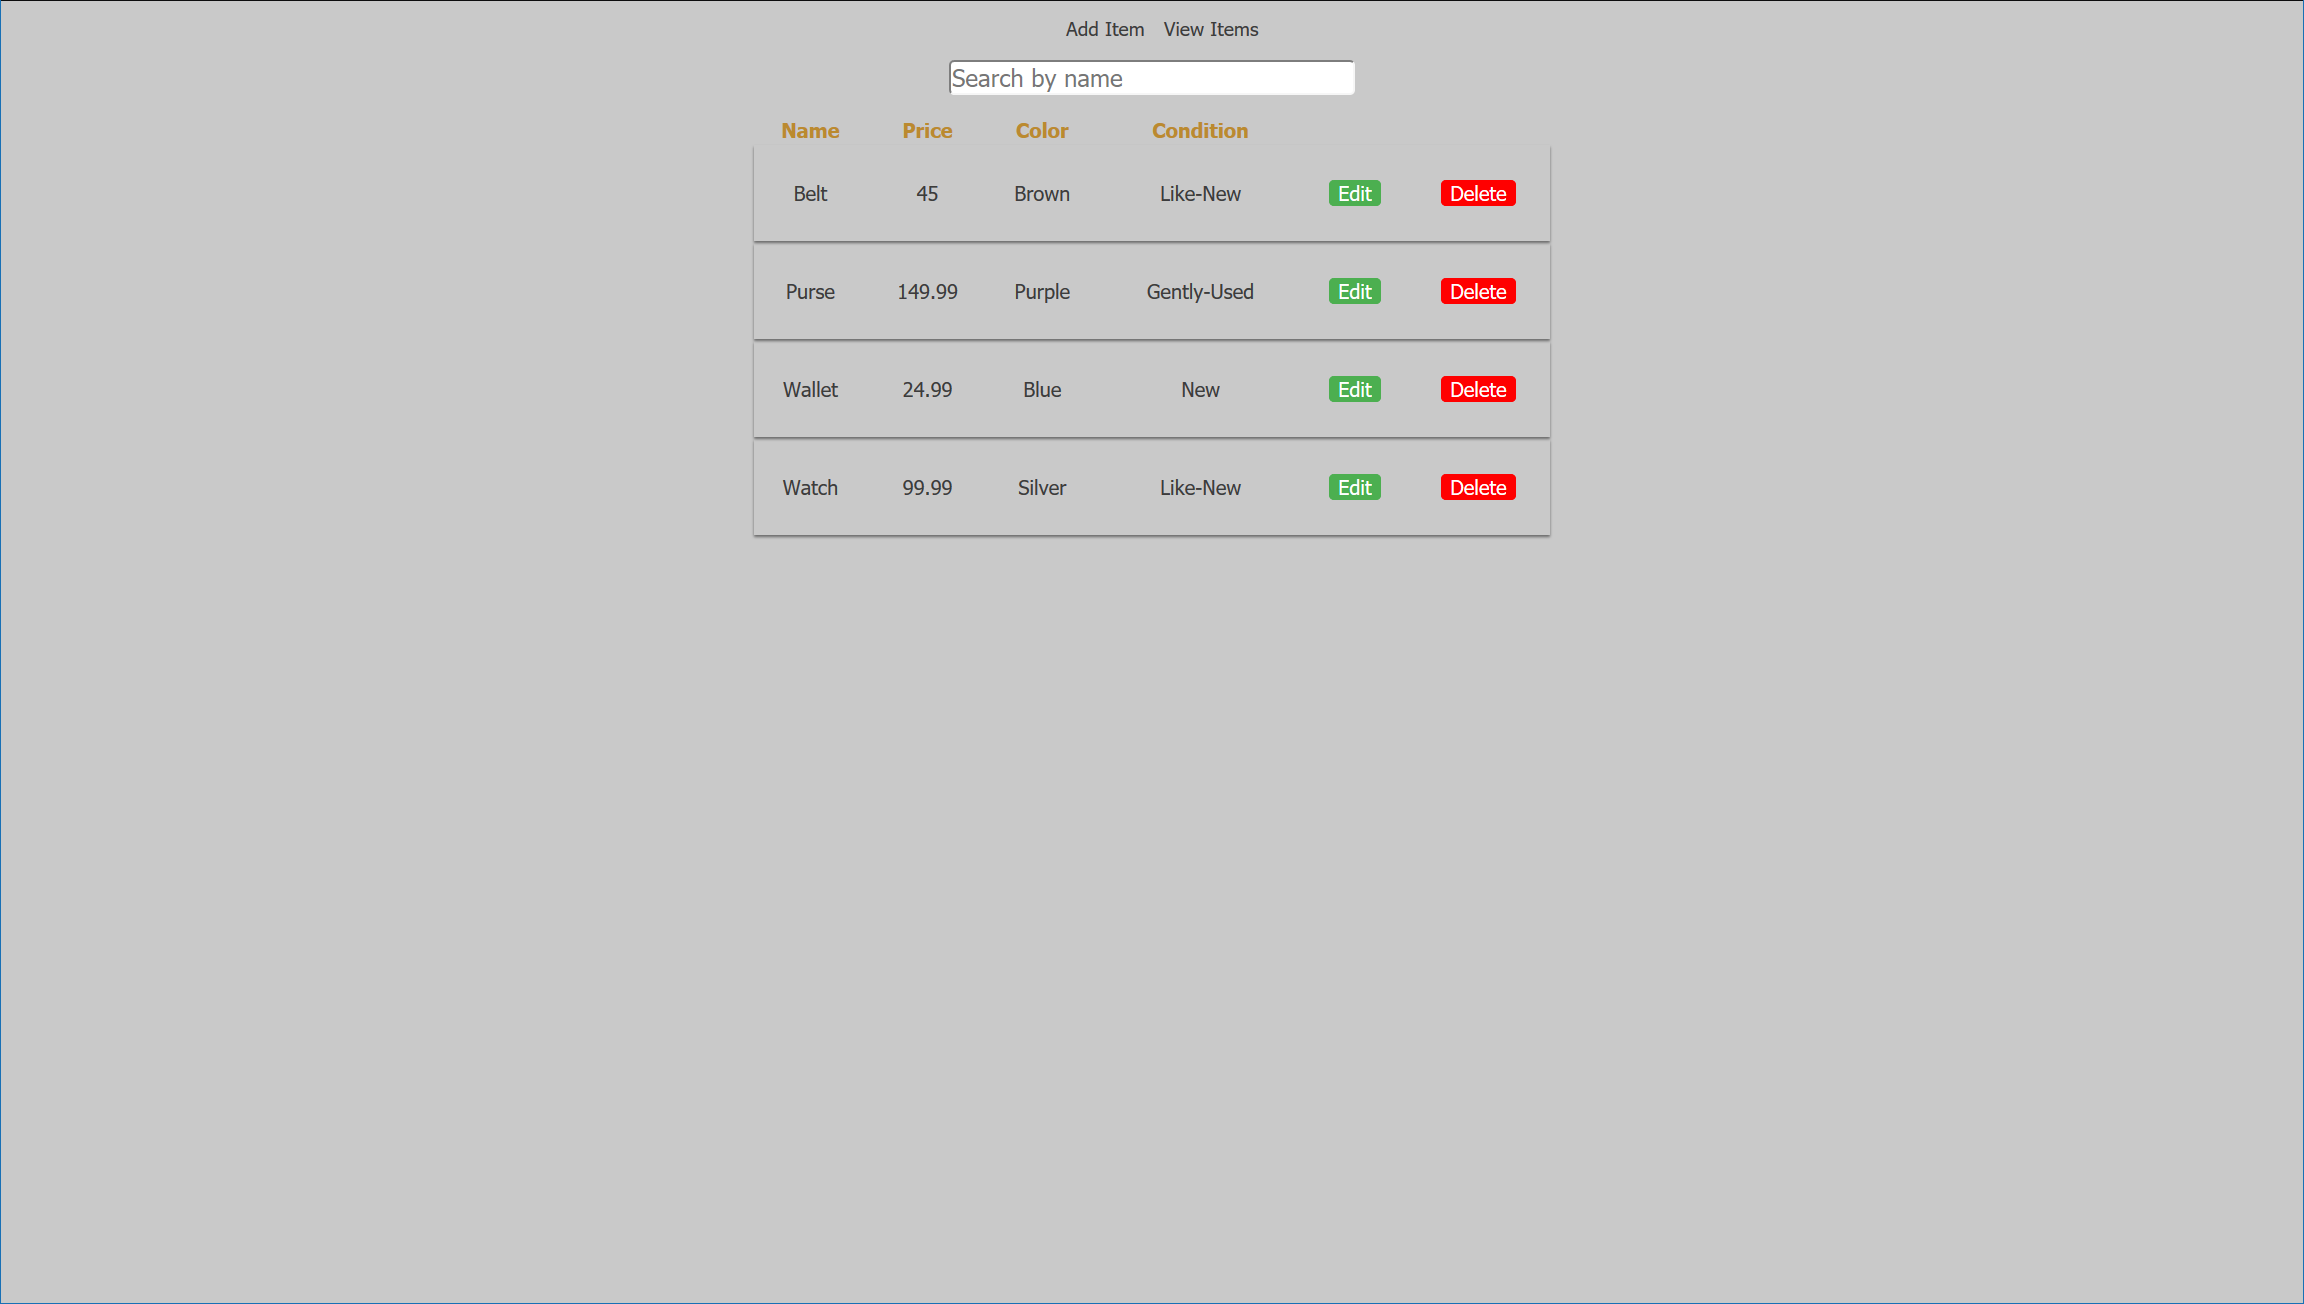 Add Item View Items
Search by name
Name Price Color Condition
Belt 45 Brown Like-New Edit Delete
Purse 149.99 Purple Gently-Used Edit Delete
Wallet 24.99 Blue New Edit Delete
Watch 99.99 Silver Like-New Edit Delete